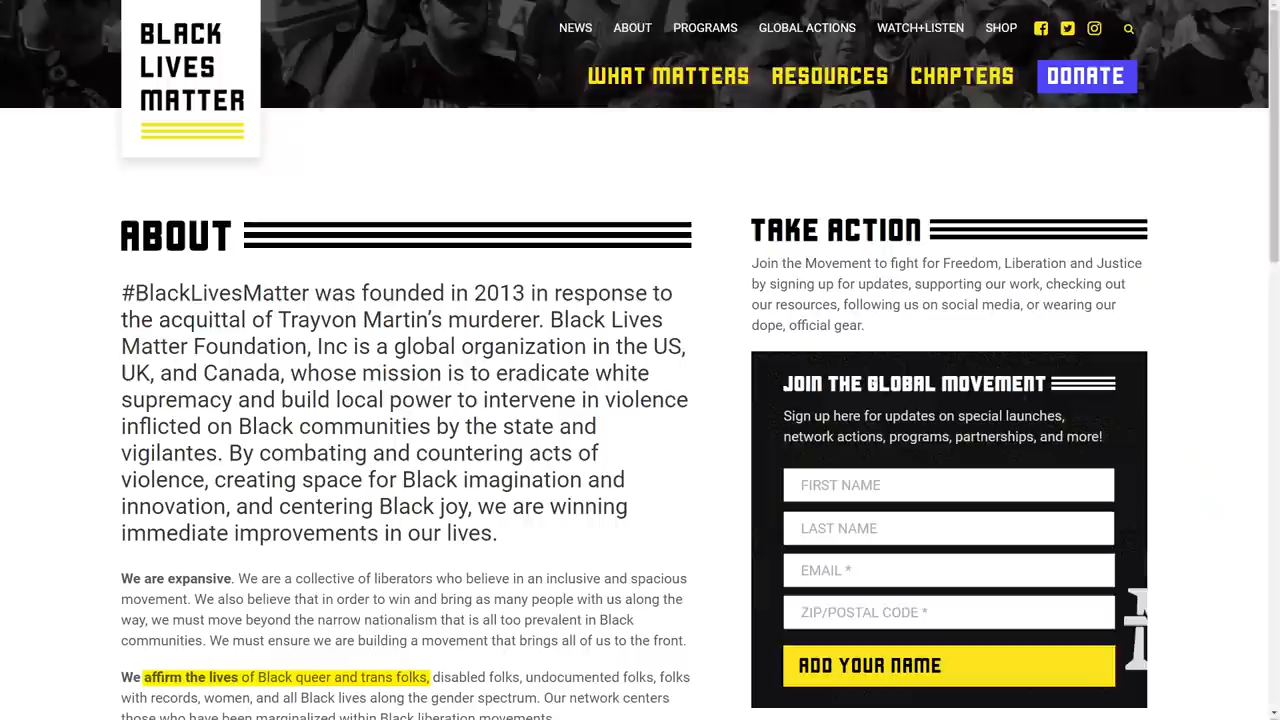 BLACK
LIVES
MATTER
NEWS ABOUT PROGRAMS GLOBAL ACTIONS WATCH+LISTEN SHOP
WHAT MATTERS RESOURCES CHAPTERS DONATE
ABOUT
#BlackLivesMatter was founded in 2013 in response to
the acquittal of Trayvon Martin’s murderer. Black Lives
Matter Foundation, Inc is a global organization in the US,
UK, and Canada, whose mission is to eradicate white
supremacy and build local power to intervene in violence
inflicted on Black communities by the state and
vigilantes. By combating and countering acts of
violence, creating space for Black imagination and
innovation, and centering Black joy, we are winning
immediate improvements in our lives.
We are expansive. We are a collective of liberators who believe in an inclusive and spacious
movement. We also believe that in order to win and bring as many people with us along the
way, we must move beyond the narrow nationalism that is all too prevalent in Black
communities. We must ensure we are building a movement that brings all of us to the front.
We affirm the lives of Black queer and trans folks, disabled folks, undocumented folks, folks
with records, women, and all Black lives along the gender spectrum. Our network centers
those who have been marginalized within Black liberation movements.
TAKE ACTION
Join the Movement to fight for Freedom, Liberation and Justice
by signing up for updates, supporting our work, checking out
our resources, following us on social media, or wearing our
dope, official gear.
JOIN THE GLOBAL MOVEMENT
Sign up here for updates on special launches,
network actions, programs, partnerships, and more!
FIRST NAME
LAST NAME
EMAIL *
ZIP/POSTAL CODE *
ADD YOUR NAME